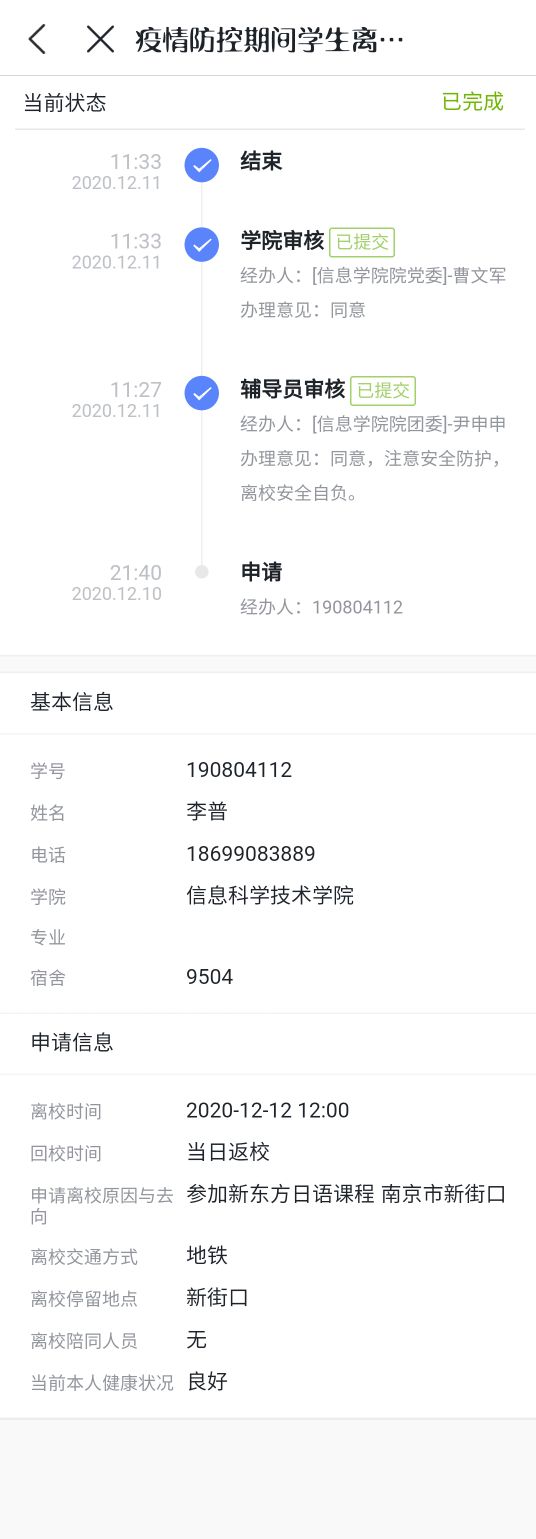 疫情防控期间学生离…
当前状态 已完成
11:33 结束
2020.12.11
11:33 学院审核 已提交
2020.12.11
经办人：[信息学院院党委]-曹文军
办理意见：同意
11:27 辅导员审核 已提交
2020.12.11
经办人：[信息学院院团委]-尹申申
办理意见：同意，注意安全防护，
离校安全自负。
21:40 申请
2020.12.10
经办人：190804112
基本信息
学号 190804112
姓名 李普
电话 18699083889
学院 信息科学技术学院
专业
宿舍 9504
申请信息
离校时间 2020-12-12 12:00
回校时间 当日返校
申请离校原因与去 参加新东方日语课程 南京市新街口
向
离校交通方式 地铁
离校停留地点 新街口
离校陪同人员 无
当前本人健康状况 良好